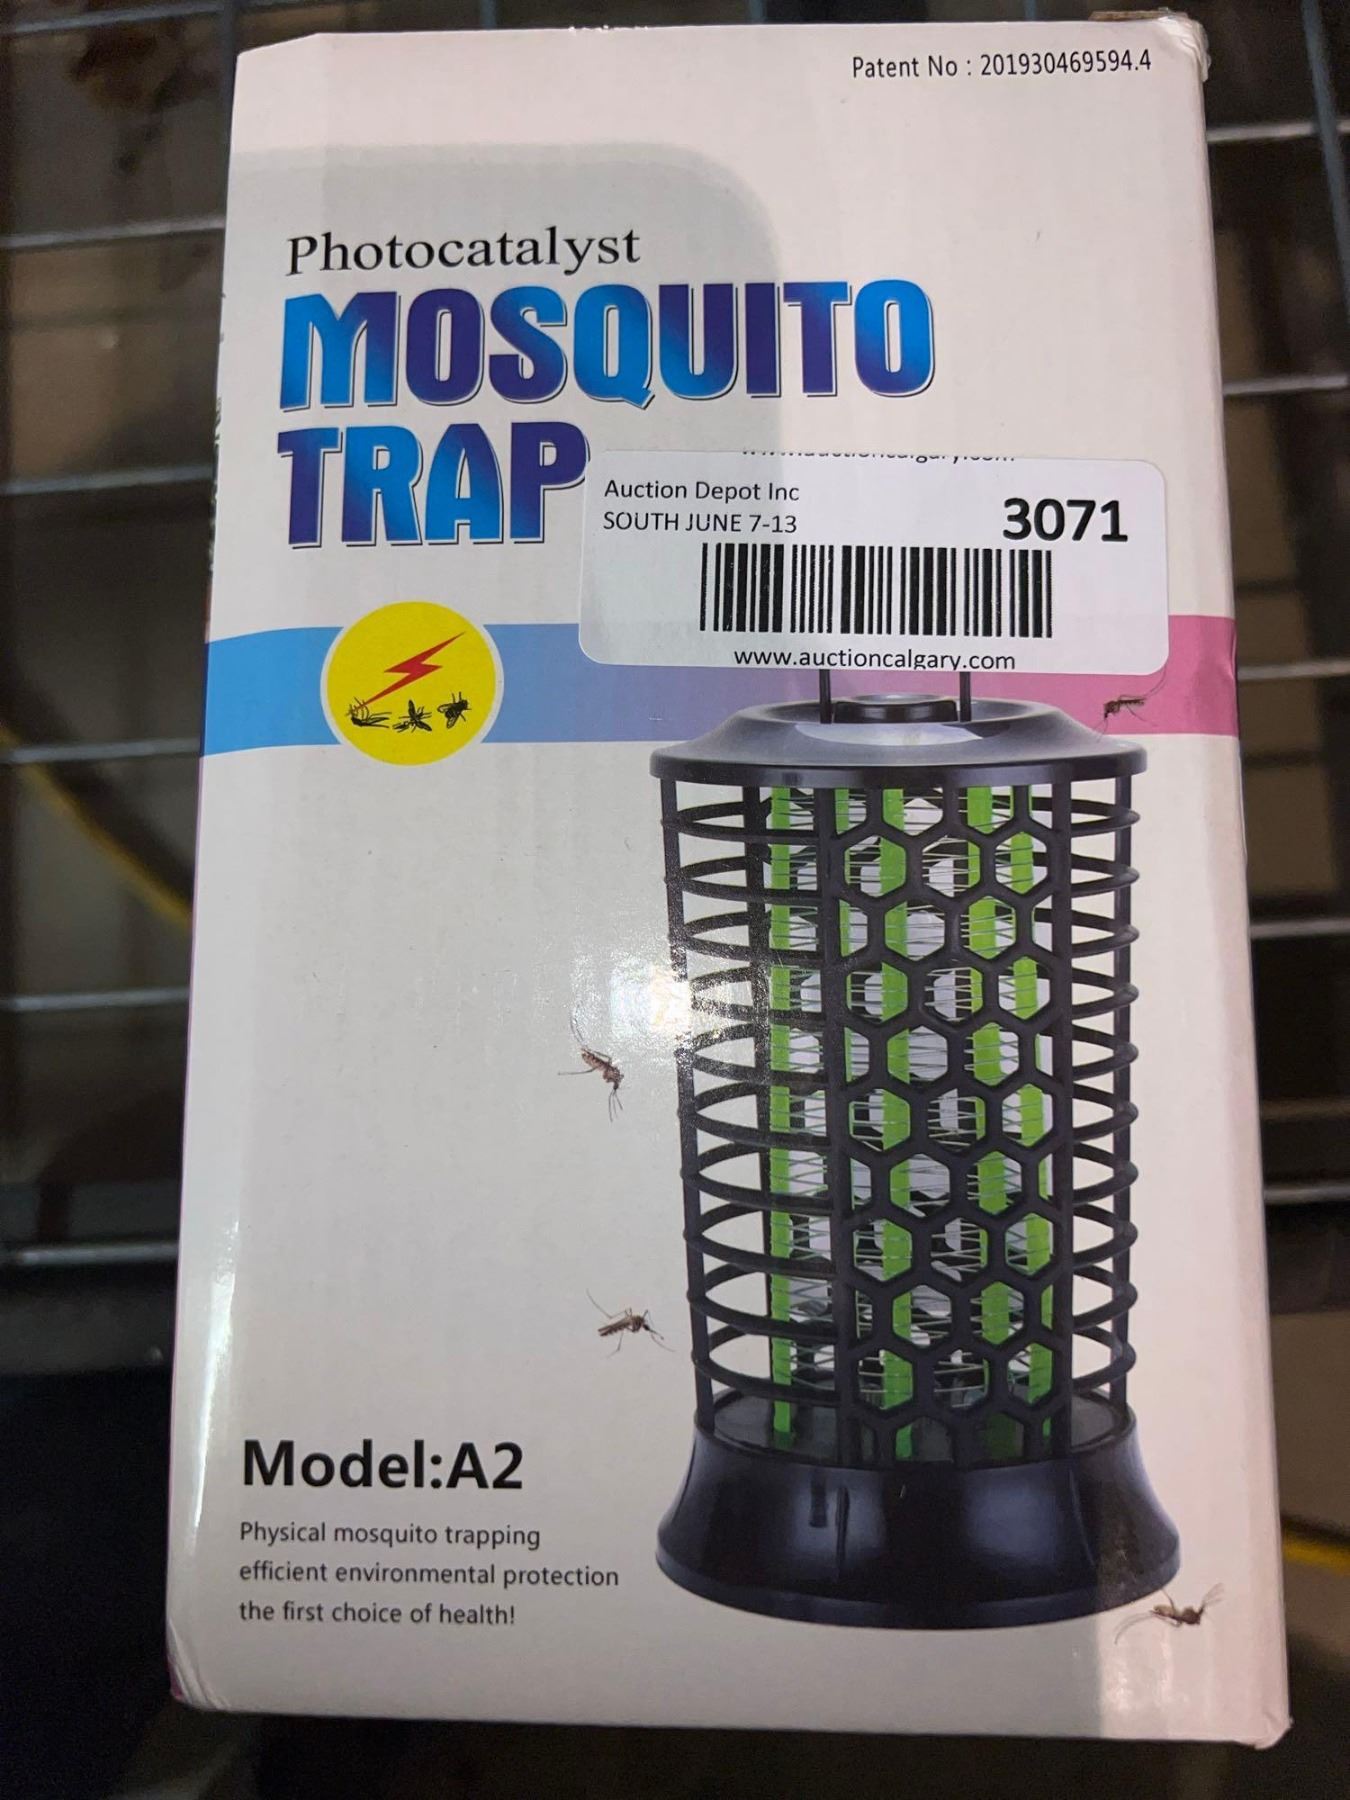 Patent No : 201930469594.4
Photocatalyst
MOSQUITO
TRAP
Auction Depot Inc
SOUTH JUNE 7-13
3071
www.auctioncalgary.com
Model:A2
Physical mosquito trapping
efficient environmental protection
the first choice of health!